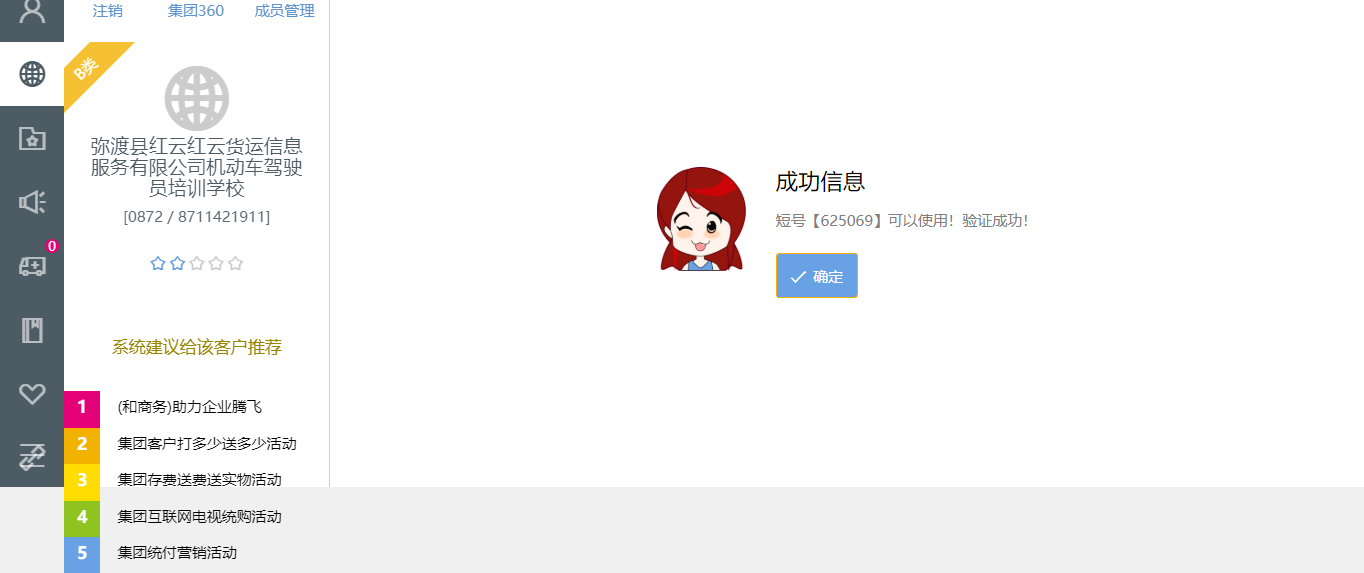 注销 集团360 成员管理
B类
弥渡县红云红云货运信息
服务有限公司机动车驾驶
员培训学校
[0872 / 8711421911]
0
系统建议给该客户推荐
1 (和商务)助力企业腾飞
2 集团客户打多少送多少活动
3 集团存费送费送实物活动
4 集团互联网电视统购活动
5 集团统付营销活动
成功信息
短号【625069】可以使用！验证成功！
确定